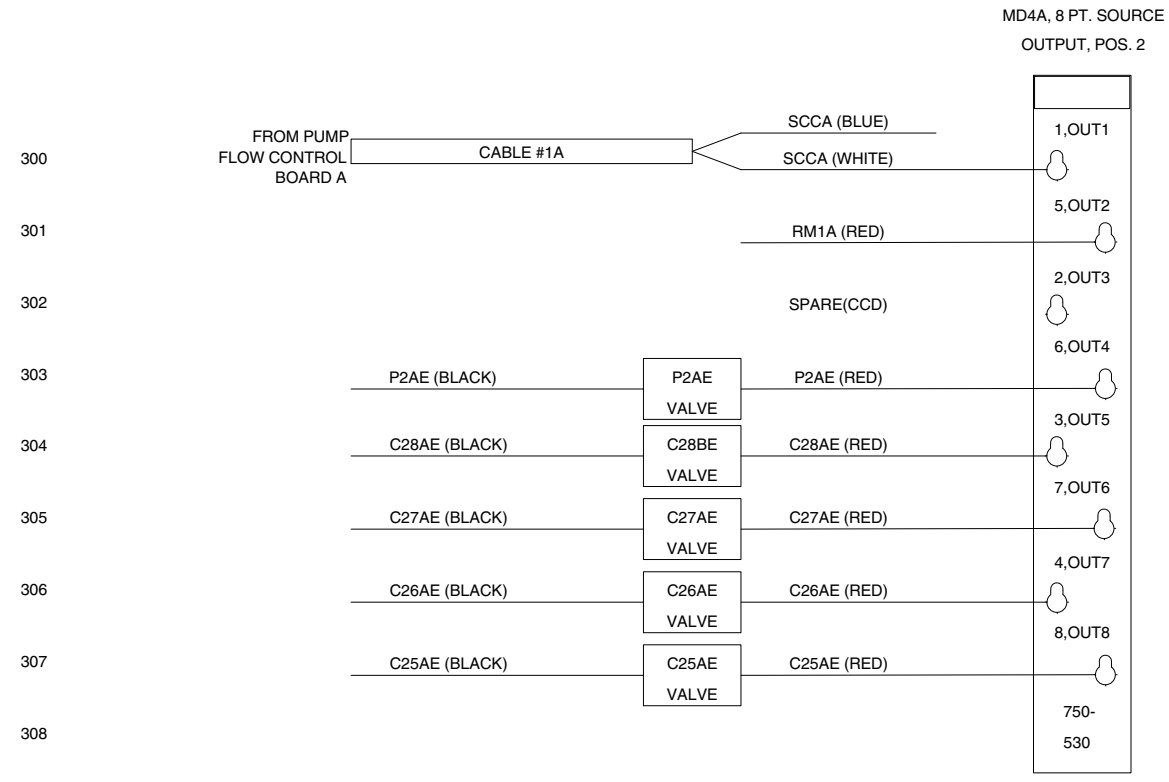 MD4A, 8 PT. SOURCE
OUTPUT, POS. 2
SCCA (BLUE)
1,OUT1
FROM PUMP
FLOW CONTROL
BOARD A
CABLE #1A
300
SCCA (WHITE)
5,OUT2
301
RM1A (RED)
2,OUT3
302
SPARE(CCD)
6,OUT4
303
P2AE (BLACK)
P2AE
VALVE
P2AE (RED)
3,OUT5
304
C28AE (BLACK)
C28BE
VALVE
C28AE (RED)
7,OUT6
305
C27AE (BLACK)
C27AE
VALVE
C27AE (RED)
4,OUT7
306
C26AE (BLACK)
C26AE
VALVE
C26AE (RED)
8,OUT8
307
C25AE (BLACK)
C25AE
VALVE
C25AE (RED)
750-
530
308